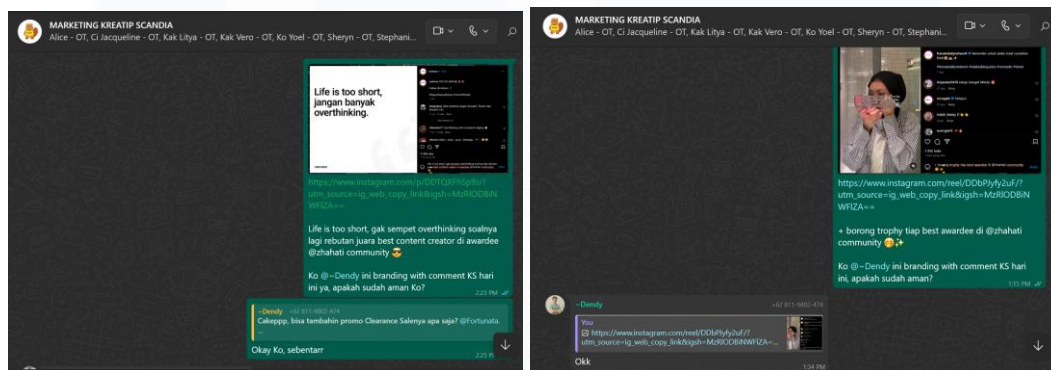 MARKETING KREATIP SCANDIA
Alice - OT, Ci Jacqueline - OT, Kak Litya - OT, Kak Vero - OT, Ko Yoel - OT, Sheryn - OT, Stephani...
Life is too short,
jangan banyak
overthinking.
https://www.instagram.com/p/
utm_source=ig_web_copy_link&igsh=MzRlODBiN
WFlZA==
Life is too short, gak sempet overthinking soalnya
lagi rebutan juara best content creator di awardee
@zhahati community 😎
Ko @~Dendy ini branding with comment KS hari
ini ya, apakah sudah aman Ko?
2:23 PM
~Dendy +62 811-9802-474
Cakeppp, bisa tambahin promo Clearance Salenya apa saja? @Fortunata.
...
Okay Ko, sebentarr
2:25 PM
MARKETING KREATIP SCANDIA
Alice - OT, Ci Jacqueline - OT, Kak Litya - OT, Kak Vero - OT, Ko Yoel - OT, Sheryn - OT, Stephani...
https://www.instagram.com/reel/DDbPJyfy2uF/?
utm_source=ig_web_copy_link&igsh=MzRlODBiN
WFlZA==
+ borong trophy tiap best awardee di @zhahati
community 🤗✨
Ko @~Dendy ini branding with comment KS hari
ini, apakah sudah aman?
1:15 PM
~Dendy +62 811-9802-474
You
https://www.instagram.com/reel/DDbPJyfy2uF/?
utm_source=ig_web_copy_link&igsh=MzRlODBiNWFlZA=...
Okk
1:34 PM